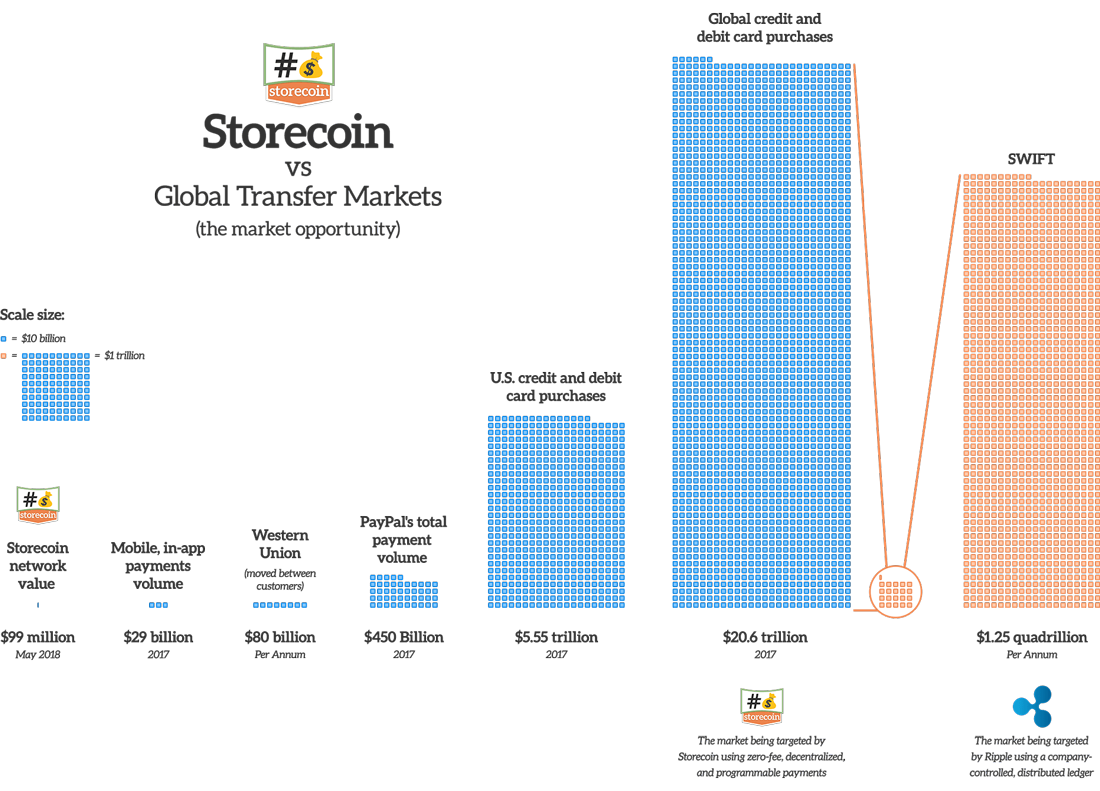 #
storecoin
Storecoin
vs
Global Transfer Markets
(the market opportunity)
Scale size:
= $10 billion
= = $1 trillion
#
storecoin
Storecoin
network
value
$99 million
May 2018
Mobile, in-app
payments
volume
$29 billion
2017
Western
Union
(moved between
customers)
$80 billion
Per Annum
PayPal's total
payment
volume
$450 Billion
2017
U.S. credit and debit
card purchases
$5.55 trillion
2017
Global credit and
debit card purchases
$20.6 trillion
2017
#
storecoin
The market being targeted by
Storecoin using zero-fee, decentralized,
and programmable payments
SWIFT
$1.25 quadrillion
Per Annum
The market being targeted
by Ripple using a company-
controlled, distributed ledger